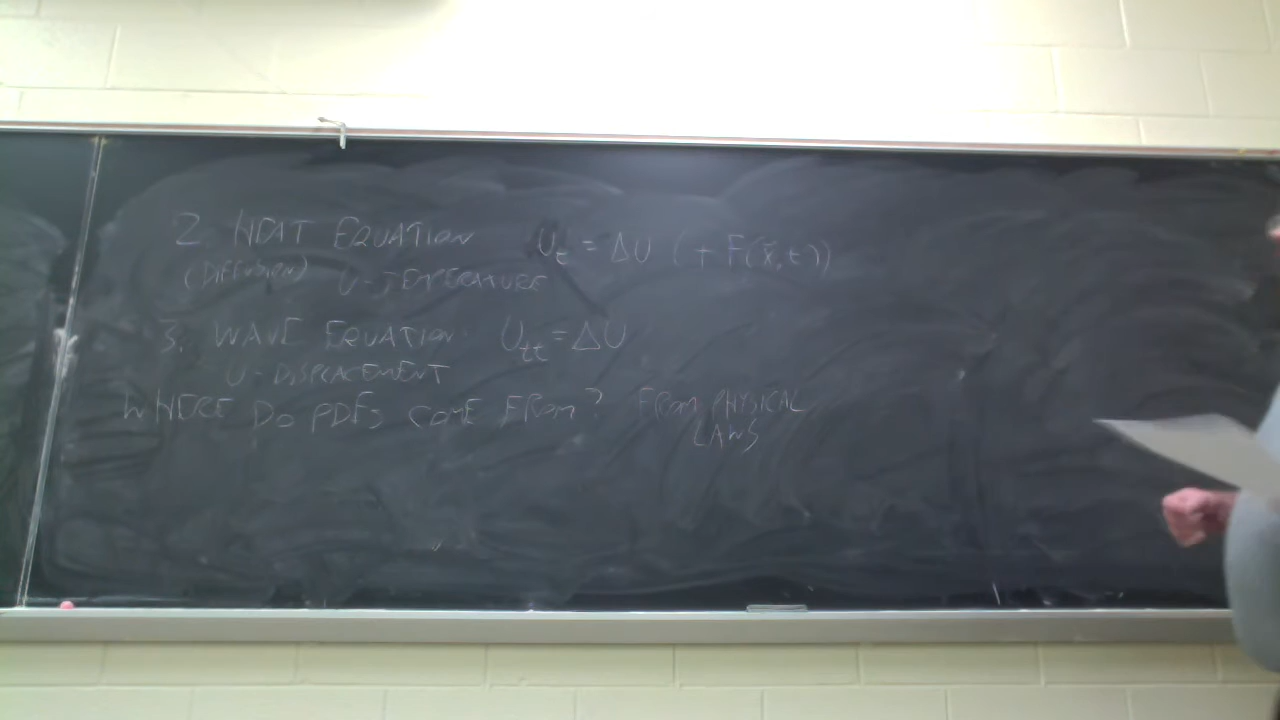 2. HEAT EQUATION U_t = ΔU (+ F(x̄,t))
(DIFFUSION) U-TEMPERATURE
3. WAVE EQUATION: U_tt = ΔU
U-DISPLACEMENT
WHERE DO PDEs COME FROM? FROM PHYSICAL
LAWS